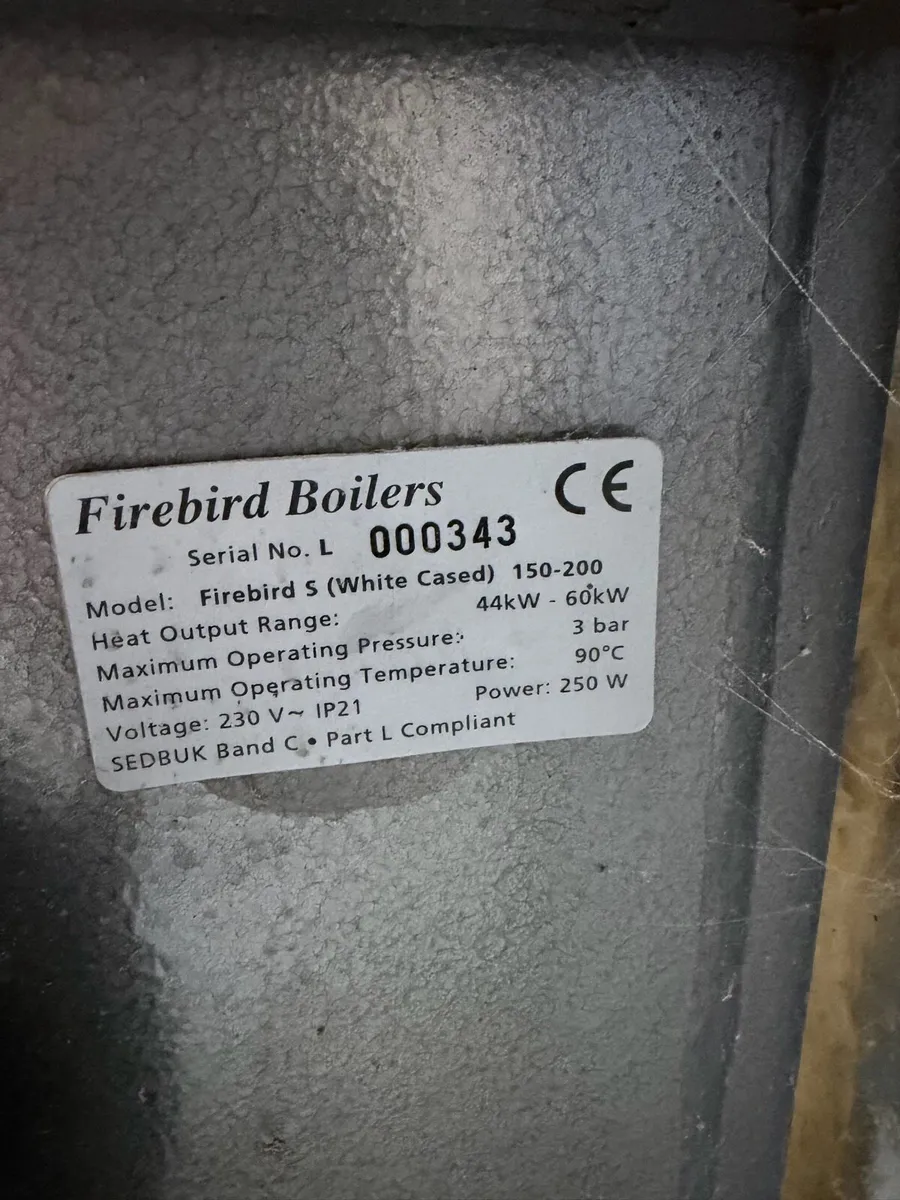 Firebird Boilers CE
Serial No. L 000343
Model: Firebird S (White Cased) 150-200
Heat Output Range: 44kW - 60kW
Maximum Operating Pressure: 3 bar
Maximum Operating Temperature: 90°C
Voltage: 230 V~ IP21 Power: 250 W
SEDBUK Band C • Part L Compliant